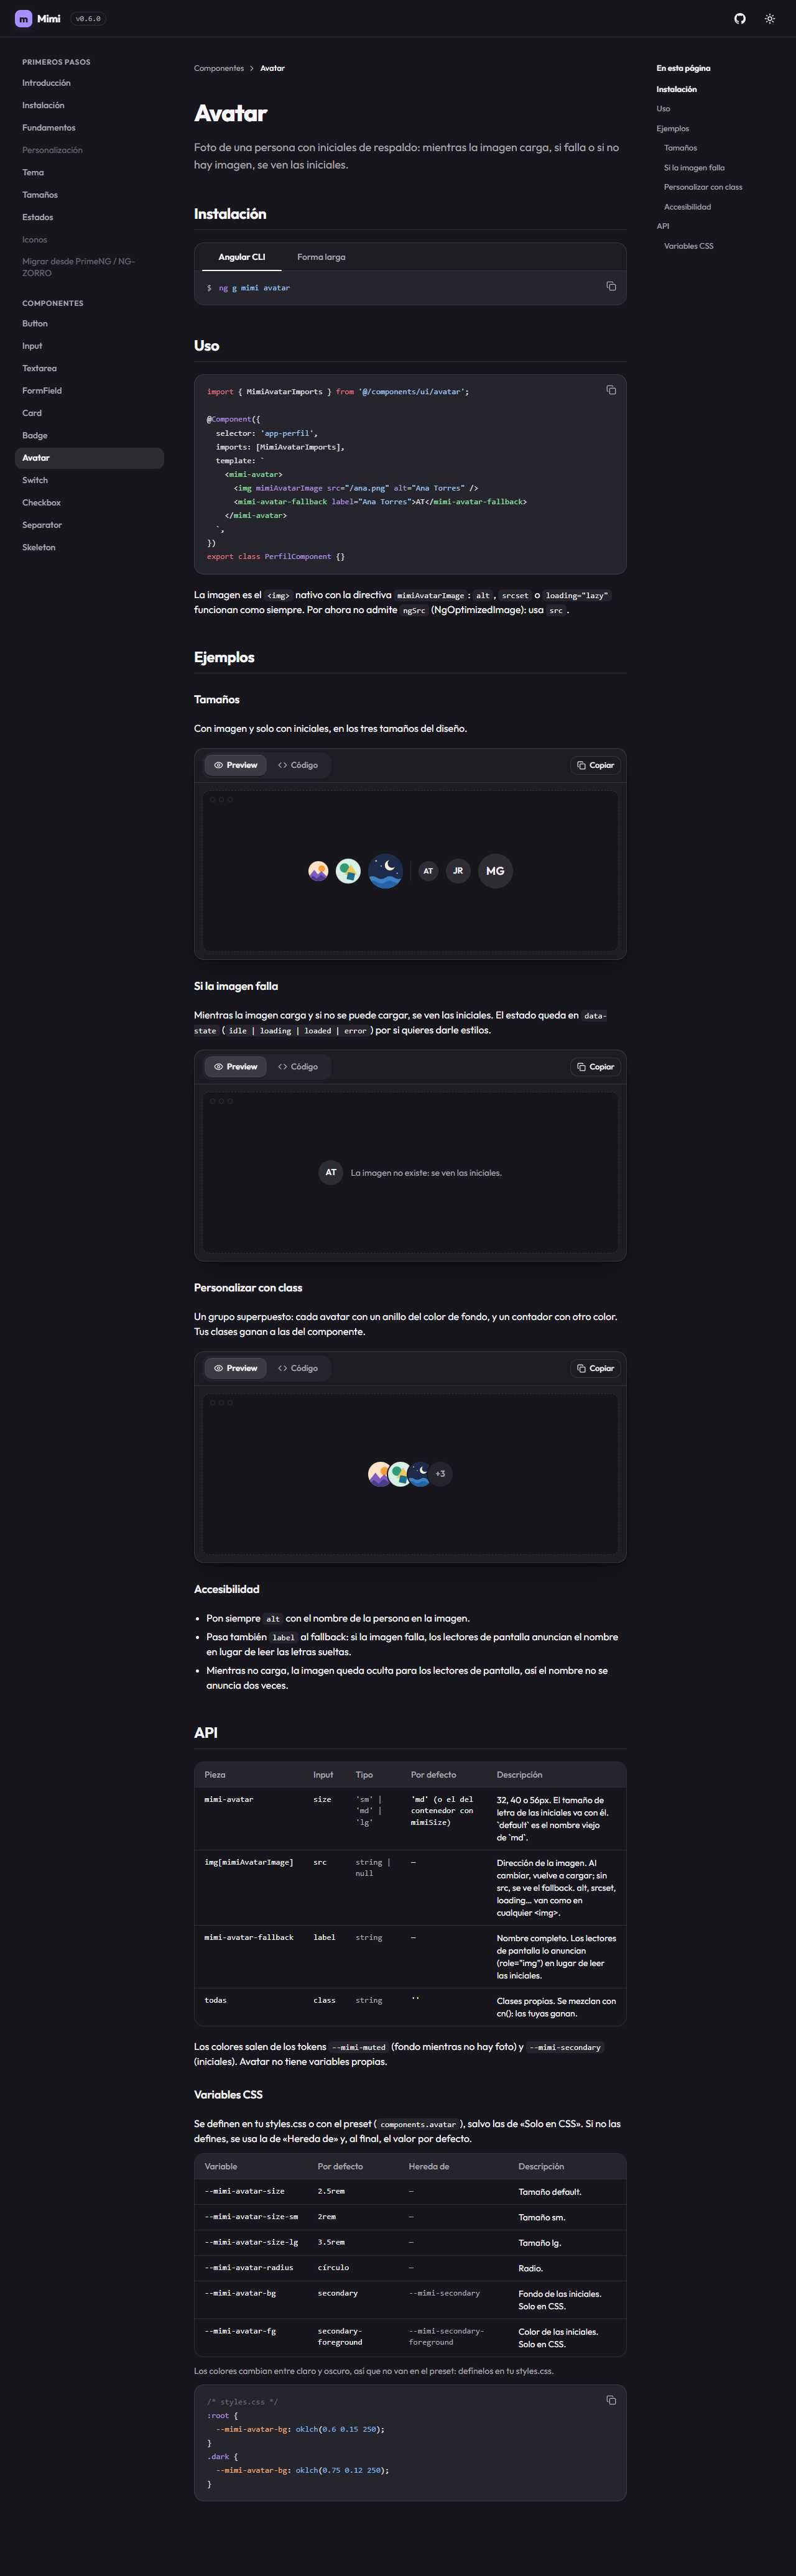 m Mimi v0.6.0
PRIMEROS PASOS
Introducción
Instalación
Fundamentos
Personalización
Tema
Tamaños
Estados
Iconos
Migrar desde PrimeNG / NG-
ZORRO
COMPONENTES
Button
Input
Textarea
FormField
Card
Badge
Avatar
Switch
Checkbox
Separator
Skeleton
Componentes > Avatar
Avatar
Foto de una persona con iniciales de respaldo: mientras la imagen carga, si falla o si no
hay imagen, se ven las iniciales.
Instalación
Angular CLI Forma larga
$ ng g mimi avatar
Uso
import { MimiAvatarImports } from '@/components/ui/avatar';
@Component({
selector: 'app-perfil',
imports: [MimiAvatarImports],
template: `
<mimi-avatar>
<img mimiAvatarImage src="/ana.png" alt="Ana Torres" />
<mimi-avatar-fallback label="Ana Torres">AT</mimi-avatar-fallback>
</mimi-avatar>
`,
})
export class PerfilComponent {}
La imagen es el <img> nativo con la directiva mimiAvatarImage: alt, srcset o loading="lazy"
funcionan como siempre. Por ahora no admite ngSrc (NgOptimizedImage): usa src.
Ejemplos
Tamaños
Con imagen y solo con iniciales, en los tres tamaños del diseño.
Preview <> Código Copiar
AT JR MG
Si la imagen falla
Mientras la imagen carga y si no se puede cargar, se ven las iniciales. El estado queda en data-
state (idle | loading | loaded | error) por si quieres darle estilos.
Preview <> Código Copiar
AT La imagen no existe: se ven las iniciales.
Personalizar con class
Un grupo superpuesto: cada avatar con un anillo del color de fondo, y un contador con otro color.
Tus clases ganan a las del componente.
Preview <> Código Copiar
+3
Accesibilidad
• Pon siempre alt con el nombre de la persona en la imagen.
• Pasa también label al fallback: si la imagen falla, los lectores de pantalla anuncian el nombre
en lugar de leer las letras sueltas.
• Mientras no carga, la imagen queda oculta para los lectores de pantalla, así el nombre no se
anuncia dos veces.
API
Pieza Input Tipo Por defecto Descripción
mimi-avatar size 'sm' | 'md' (o el del 32, 40 o 56px. El tamaño de
'md' | contenedor con letra de las iniciales va con él.
'lg' mimiSize) `default` es el nombre viejo
de `md`.
img[mimiAvatarImage] src string | — Dirección de la imagen. Al
null cambiar, vuelve a cargar; sin
src, se ve el fallback. alt, srcset,
loading… van como en
cualquier <img>.
mimi-avatar-fallback label string — Nombre completo. Los lectores
de pantalla lo anuncian
(role="img") en lugar de leer
las iniciales.
todas class string '' Clases propias. Se mezclan con
cn(): las tuyas ganan.
Los colores salen de los tokens --mimi-muted (fondo mientras no hay foto) y --mimi-secondary
(iniciales). Avatar no tiene variables propias.
Variables CSS
Se definen en tu styles.css o con el preset (components.avatar), salvo las de «Solo en CSS». Si no las
defines, se usa la de «Hereda de» y, al final, el valor por defecto.
Variable Por defecto Hereda de Descripción
--mimi-avatar-size 2.5rem — Tamaño default.
--mimi-avatar-size-sm 2rem — Tamaño sm.
--mimi-avatar-size-lg 3.5rem — Tamaño lg.
--mimi-avatar-radius círculo — Radio.
--mimi-avatar-bg secondary --mimi-secondary Fondo de las iniciales.
Solo en CSS.
--mimi-avatar-fg secondary- --mimi-secondary- Color de las iniciales.
foreground foreground Solo en CSS.
Los colores cambian entre claro y oscuro, así que no van en el preset: defínelos en tu styles.css.
/* styles.css */
:root {
--mimi-avatar-bg: oklch(0.6 0.15 250);
}
.dark {
--mimi-avatar-bg: oklch(0.75 0.12 250);
}
En esta página
Instalación
Uso
Ejemplos
Tamaños
Si la imagen falla
Personalizar con class
Accesibilidad
API
Variables CSS